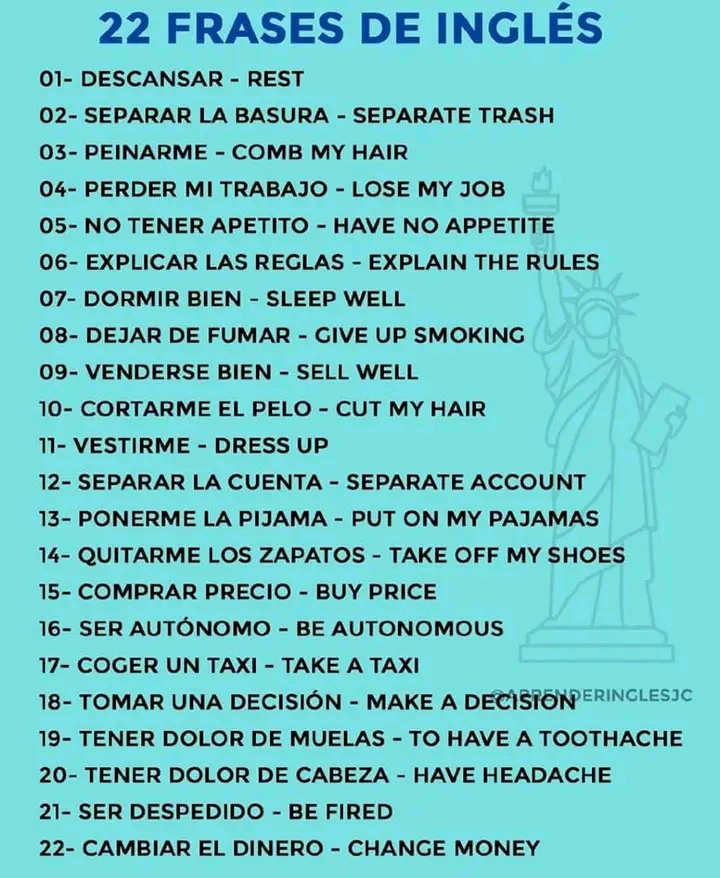 22 FRASES DE INGLÉS
01- DESCANSAR - REST
02- SEPARAR LA BASURA - SEPARATE TRASH
03- PEINARME - COMB MY HAIR
04- PERDER MI TRABAJO - LOSE MY JOB
05- NO TENER APETITO - HAVE NO APPETITE
06- EXPLICAR LAS REGLAS - EXPLAIN THE RULES
07- DORMIR BIEN - SLEEP WELL
08- DEJAR DE FUMAR - GIVE UP SMOKING
09- VENDERSE BIEN - SELL WELL
10- CORTARME EL PELO - CUT MY HAIR
11- VESTIRME - DRESS UP
12- SEPARAR LA CUENTA - SEPARATE ACCOUNT
13- PONERME LA PIJAMA - PUT ON MY PAJAMAS
14- QUITARME LOS ZAPATOS - TAKE OFF MY SHOES
15- COMPRAR PRECIO - BUY PRICE
16- SER AUTÓNOMO - BE AUTONOMOUS
17- COGER UN TAXI - TAKE A TAXI
18- TOMAR UNA DECISIÓN - MAKE A DECISION
@APRENDERINGLESJC
19- TENER DOLOR DE MUELAS - TO HAVE A TOOTHACHE
20- TENER DOLOR DE CABEZA - HAVE HEADACHE
21- SER DESPEDIDO - BE FIRED
22- CAMBIAR EL DINERO - CHANGE MONEY